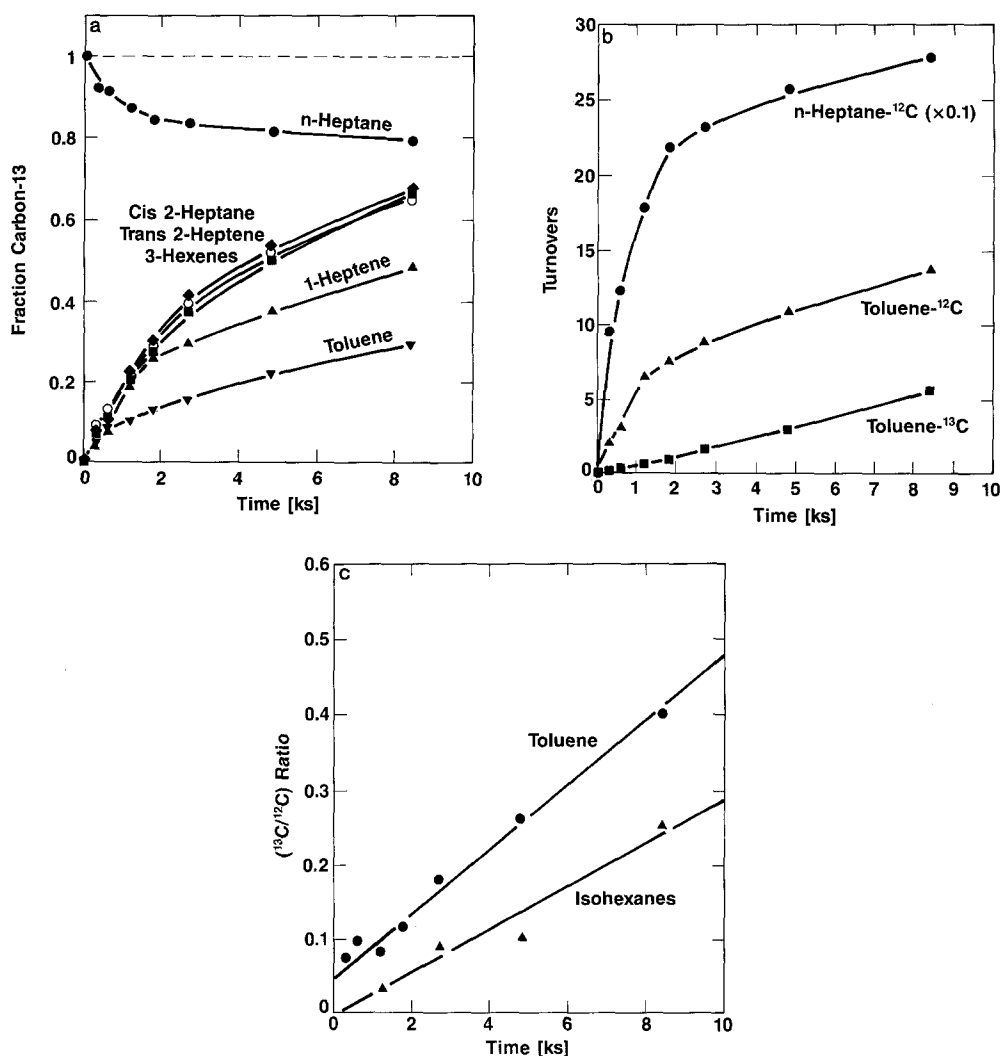 a
Fraction Carbon-13
1
0.8
0.6
0.4
0.2
0
n-Heptane
Cis 2-Heptane
Trans 2-Heptene
3-Hexenes
1-Heptene
Toluene
0 2 4 6 8 10
Time [ks]
b
Turnovers
30
25
20
15
10
5
0
n-Heptane-¹²C (×0.1)
Toluene-¹²C
Toluene-¹³C
0 1 2 3 4 5 6 7 8 9 10
Time [ks]
c
(¹³C/¹²C) Ratio
0.6
0.5
0.4
0.3
0.2
0.1
0
Toluene
Isohexanes
0 2 4 6 8 10
Time [ks]